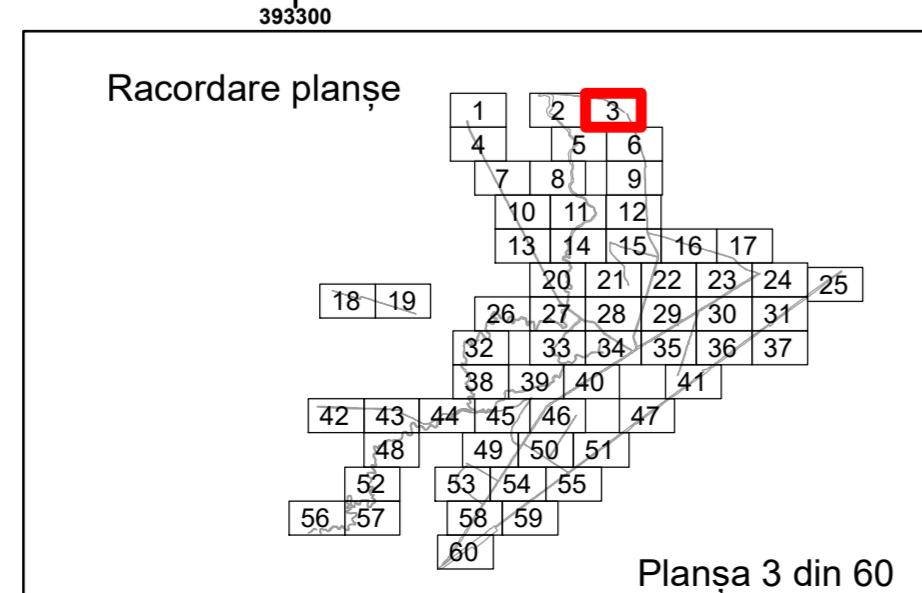 393300
Racordare planșe
1 2 3
4 5 6
7 8 9
10 11 12
13 14 15 16 17
20 21 22 23 24 25
18 19
26 27 28 29 30 31
32 33 34 35 36 37
38 39 40 41
42 43 44 45 46 47
48 49 50 51
52 53 54 55
56 57 58 59
60
Planșa 3 din 60